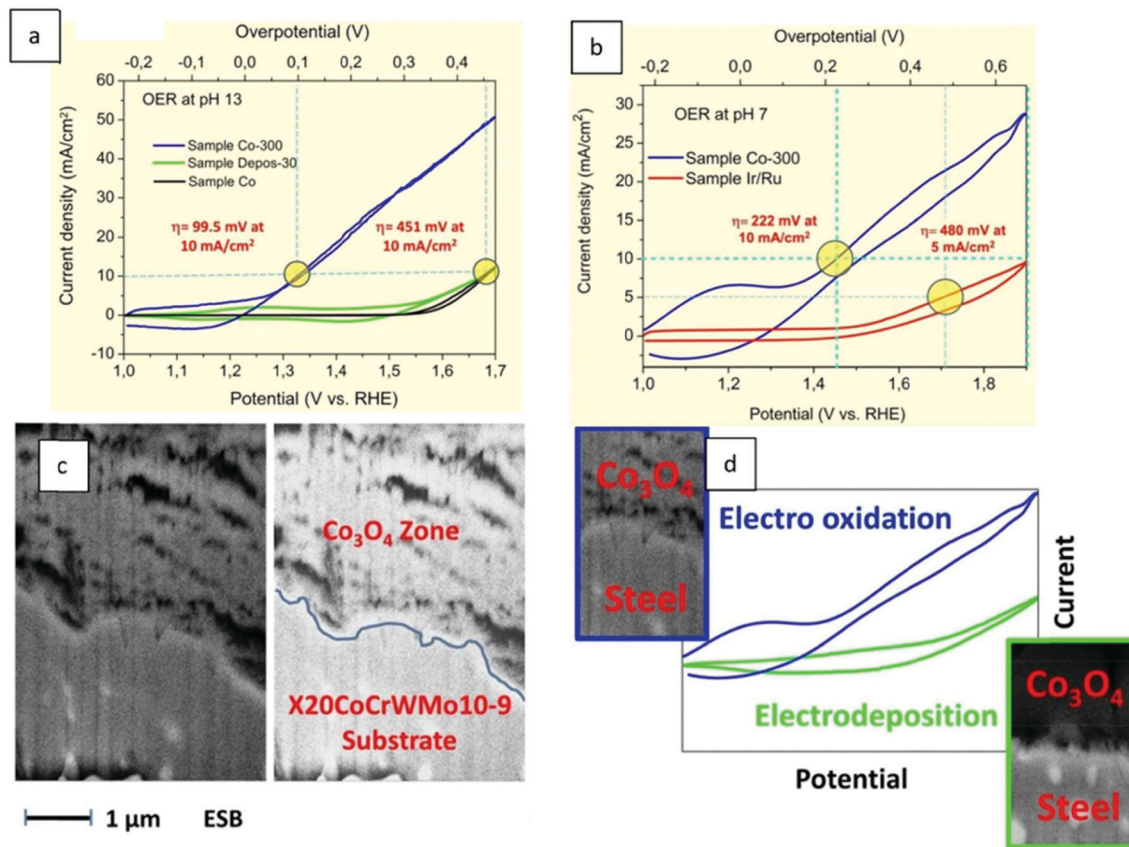 a
Overpotential (V)
-0,2 -0,1 0,0 0,1 0,2 0,3 0,4
OER at pH 13
Sample Co-300
Sample Depos-30
Sample Co
η= 99.5 mV at
10 mA/cm²
η= 451 mV at
10 mA/cm²
Current density (mA/cm²)
60
50
40
30
20
10
0
-10
1,0 1,1 1,2 1,3 1,4 1,5 1,6 1,7
Potential (V vs. RHE)
b
Overpotential (V)
-0,2 0,0 0,2 0,4 0,6
OER at pH 7
Sample Co-300
Sample Ir/Ru
η= 222 mV at
10 mA/cm²
η= 480 mV at
5 mA/cm²
Current density (mA/cm²)
30
25
20
15
10
5
0
1,0 1,2 1,4 1,6 1,8
Potential (V vs. RHE)
c
Co₃O₄ Zone
X20CoCrWMo10-9
Substrate
1 μm ESB
d
Co₃O₄
Steel
Electro oxidation
Electrodeposition
Current
Potential
Co₃O₄
Steel